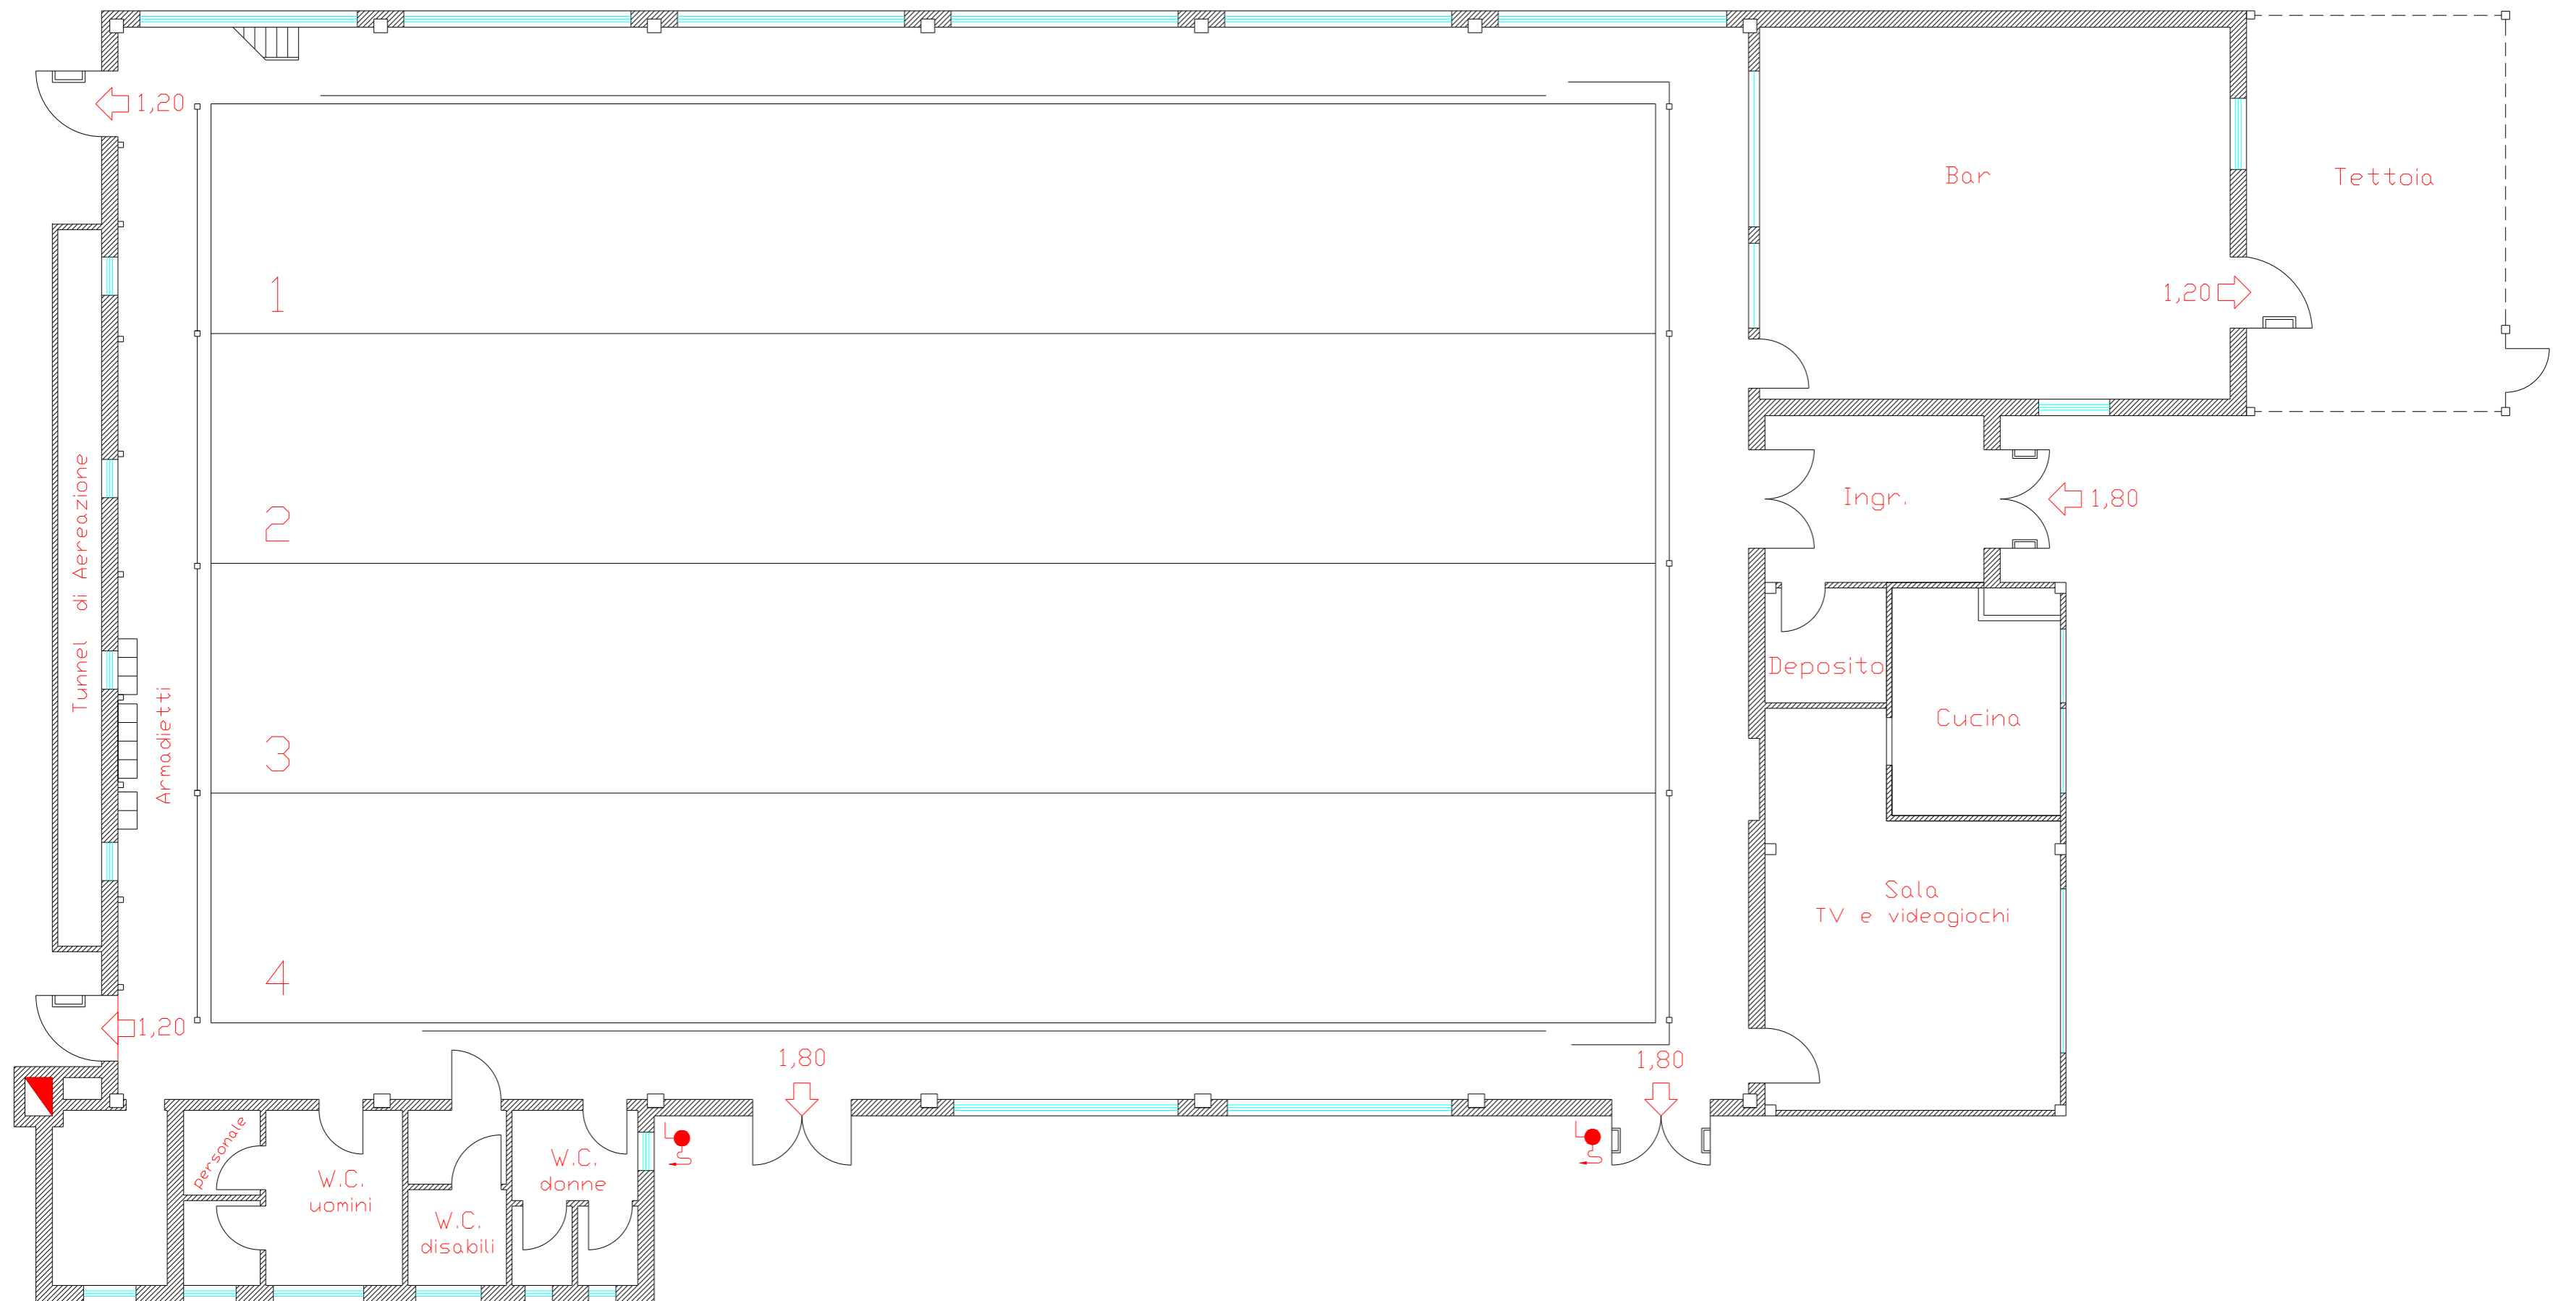 1,20
Bar
Tettoia
1
1,20
2
Ingr.
1,80
Tunnel di Aereazione
Armadietti
Deposito
Cucina
3
Sala
TV e videogiochi
4
1,20
1,80
1,80
personale
W.C.
uomini
W.C.
disabili
W.C.
donne